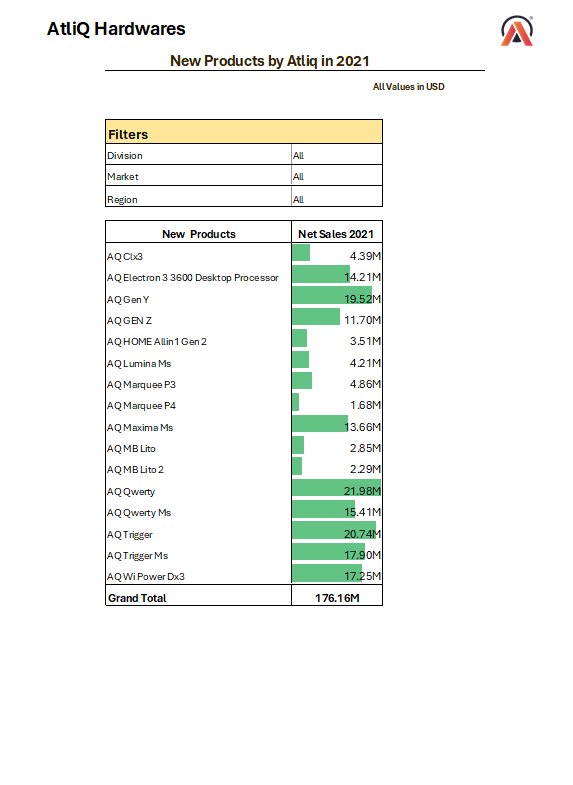 AtliQ Hardwares
New Products by Atliq in 2021
All Values in USD
Filters
Division All
Market All
Region All
New Products Net Sales 2021
AQ Clx3 4.39M
AQ Electron 3 3600 Desktop Processor 14.21M
AQ Gen Y 19.52M
AQ GEN Z 11.70M
AQ HOME Allin1 Gen 2 3.51M
AQ Lumina Ms 4.21M
AQ Marquee P3 4.86M
AQ Marquee P4 1.68M
AQ Maxima Ms 13.66M
AQ MB Lito 2.85M
AQ MB Lito 2 2.29M
AQ Qwerty 21.98M
AQ Qwerty Ms 15.41M
AQ Trigger 20.74M
AQ Trigger Ms 17.90M
AQ Wi Power Dx3 17.25M
Grand Total 176.16M